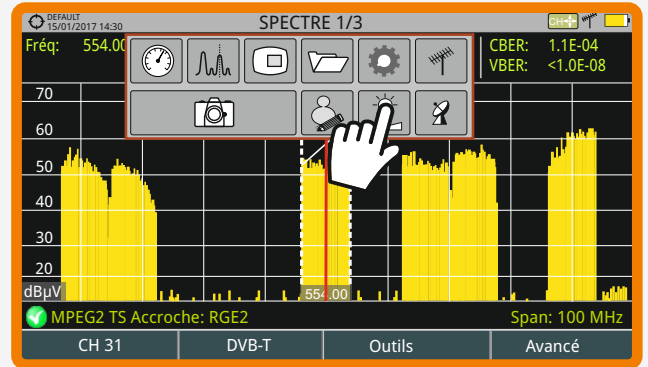 DEFAULT
15/01/2017 14:30
SPECTRE 1/3
CH
Fréq: 554.00
CBER: 1.1E-04
VBER: <1.0E-08
70
60
50
40
30
20
dBµV
554.00
MPEG2 TS Accroche: RGE2
Span: 100 MHz
CH 31
DVB-T
Outils
Avancé